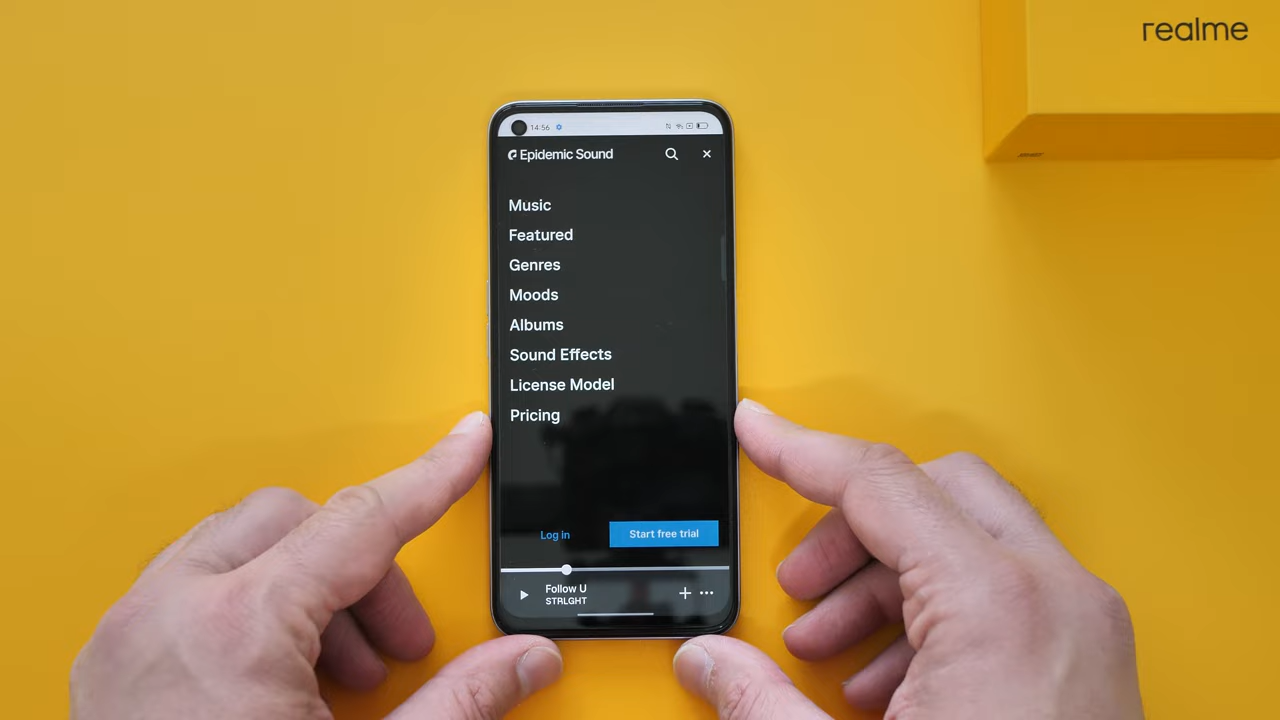 realme
14:56
Epidemic Sound
Music
Featured
Genres
Moods
Albums
Sound Effects
License Model
Pricing
Log in
Start free trial
Follow U
STRLGHT